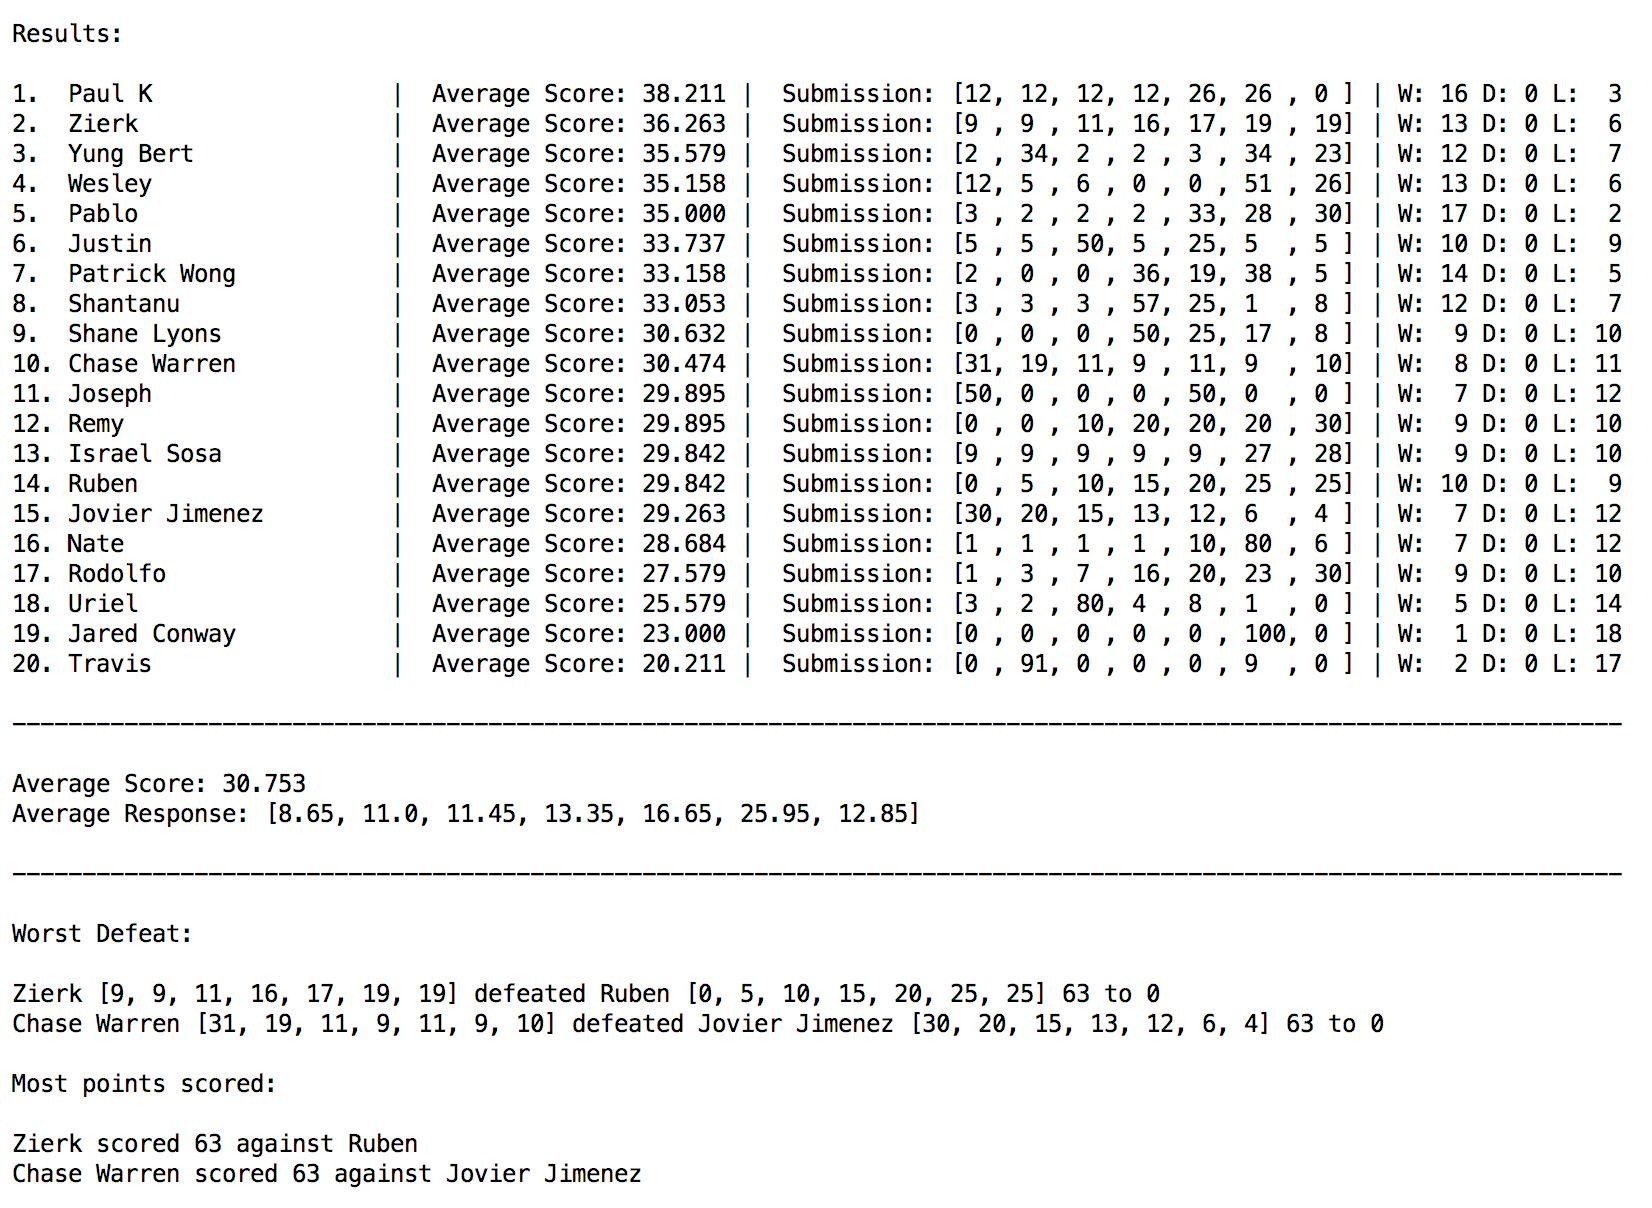 Results:
1.  Paul K                 |  Average Score: 38.211 |  Submission: [12, 12, 12, 12, 26, 26 , 0 ] | W: 16 D: 0 L:  3
2.  Zierk                  |  Average Score: 36.263 |  Submission: [9 , 9 , 11, 16, 17, 19 , 19] | W: 13 D: 0 L:  6
3.  Yung Bert              |  Average Score: 35.579 |  Submission: [2 , 34, 2 , 2 , 3 , 34 , 23] | W: 12 D: 0 L:  7
4.  Wesley                 |  Average Score: 35.158 |  Submission: [12, 5 , 6 , 0 , 0 , 51 , 26] | W: 13 D: 0 L:  6
5.  Pablo                  |  Average Score: 35.000 |  Submission: [3 , 2 , 2 , 2 , 33, 28 , 30] | W: 17 D: 0 L:  2
6.  Justin                 |  Average Score: 33.737 |  Submission: [5 , 5 , 50, 5 , 25, 5  , 5 ] | W: 10 D: 0 L:  9
7.  Patrick Wong           |  Average Score: 33.158 |  Submission: [2 , 0 , 0 , 36, 19, 38 , 5 ] | W: 14 D: 0 L:  5
8.  Shantanu               |  Average Score: 33.053 |  Submission: [3 , 3 , 3 , 57, 25, 1  , 8 ] | W: 12 D: 0 L:  7
9.  Shane Lyons            |  Average Score: 30.632 |  Submission: [0 , 0 , 0 , 50, 25, 17 , 8 ] | W:  9 D: 0 L: 10
10. Chase Warren           |  Average Score: 30.474 |  Submission: [31, 19, 11, 9 , 11, 9  , 10] | W:  8 D: 0 L: 11
11. Joseph                 |  Average Score: 29.895 |  Submission: [50, 0 , 0 , 0 , 50, 0  , 0 ] | W:  7 D: 0 L: 12
12. Remy                   |  Average Score: 29.895 |  Submission: [0 , 0 , 10, 20, 20, 20 , 30] | W:  9 D: 0 L: 10
13. Israel Sosa            |  Average Score: 29.842 |  Submission: [9 , 9 , 9 , 9 , 9 , 27 , 28] | W:  9 D: 0 L: 10
14. Ruben                  |  Average Score: 29.842 |  Submission: [0 , 5 , 10, 15, 20, 25 , 25] | W: 10 D: 0 L:  9
15. Jovier Jimenez         |  Average Score: 29.263 |  Submission: [30, 20, 15, 13, 12, 6  , 4 ] | W:  7 D: 0 L: 12
16. Nate                   |  Average Score: 28.684 |  Submission: [1 , 1 , 1 , 1 , 10, 80 , 6 ] | W:  7 D: 0 L: 12
17. Rodolfo                |  Average Score: 27.579 |  Submission: [1 , 3 , 7 , 16, 20, 23 , 30] | W:  9 D: 0 L: 10
18. Uriel                  |  Average Score: 25.579 |  Submission: [3 , 2 , 80, 4 , 8 , 1  , 0 ] | W:  5 D: 0 L: 14
19. Jared Conway           |  Average Score: 23.000 |  Submission: [0 , 0 , 0 , 0 , 0 , 100, 0 ] | W:  1 D: 0 L: 18
20. Travis                 |  Average Score: 20.211 |  Submission: [0 , 91, 0 , 0 , 0 , 9  , 0 ] | W:  2 D: 0 L: 17
Average Score: 30.753
Average Response: [8.65, 11.0, 11.45, 13.35, 16.65, 25.95, 12.85]
Worst Defeat:
Zierk [9, 9, 11, 16, 17, 19, 19] defeated Ruben [0, 5, 10, 15, 20, 25, 25] 63 to 0
Chase Warren [31, 19, 11, 9, 11, 9, 10] defeated Jovier Jimenez [30, 20, 15, 13, 12, 6, 4] 63 to 0
Most points scored:
Zierk scored 63 against Ruben
Chase Warren scored 63 against Jovier Jimenez